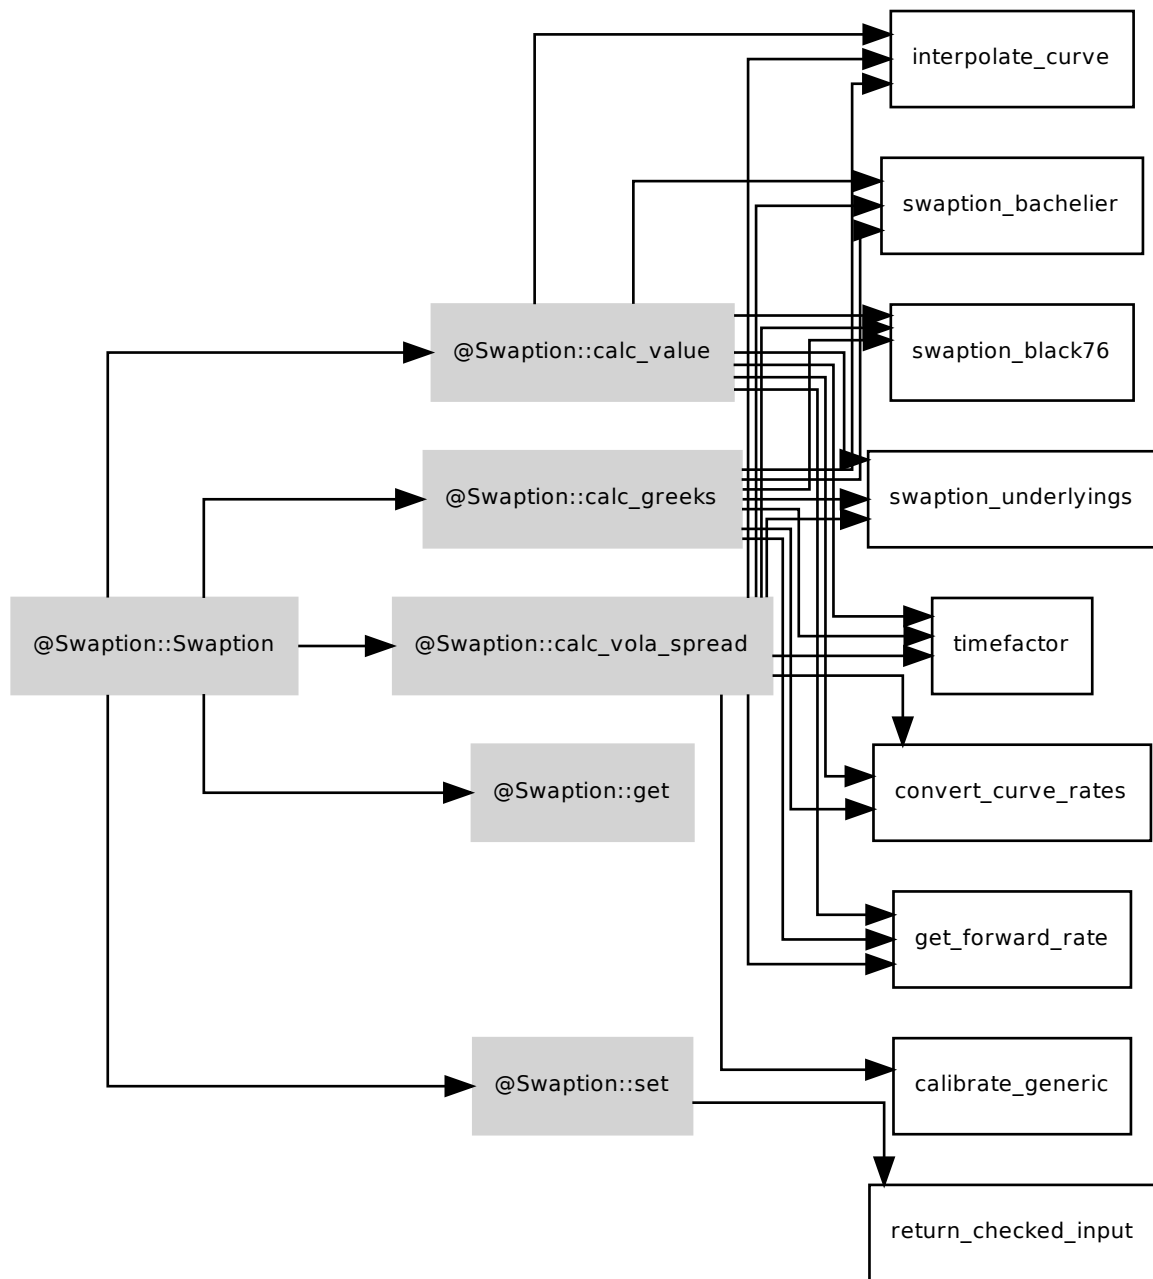 interpolate_curve
swaption_bachelier
@Swaption::calc_value
swaption_black76
@Swaption::calc_greeks
swaption_underlyings
@Swaption::Swaption
@Swaption::calc_vola_spread
timefactor
@Swaption::get
convert_curve_rates
get_forward_rate
@Swaption::set
calibrate_generic
return_checked_input